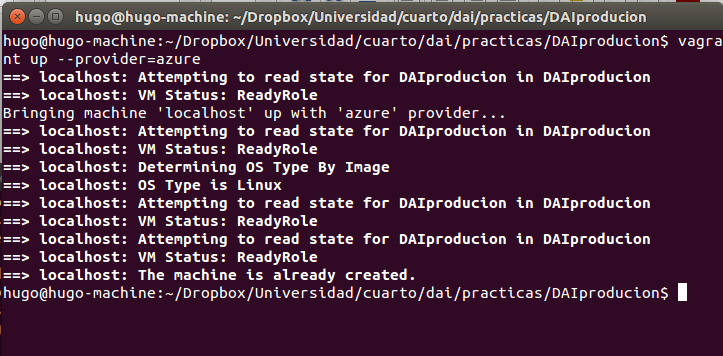 hugo@hugo-machine: ~/Dropbox/Universidad/cuarto/dai/practicas/DAIproducion
hugo@hugo-machine:~/Dropbox/Universidad/cuarto/dai/practicas/DAIproducion$ vagra
nt up --provider=azure
==> localhost: Attempting to read state for DAIproducion in DAIproducion
==> localhost: VM Status: ReadyRole
Bringing machine 'localhost' up with 'azure' provider...
==> localhost: Attempting to read state for DAIproducion in DAIproducion
==> localhost: VM Status: ReadyRole
==> localhost: Determining OS Type By Image
==> localhost: OS Type is Linux
==> localhost: Attempting to read state for DAIproducion in DAIproducion
==> localhost: VM Status: ReadyRole
==> localhost: Attempting to read state for DAIproducion in DAIproducion
==> localhost: VM Status: ReadyRole
==> localhost: The machine is already created.
hugo@hugo-machine:~/Dropbox/Universidad/cuarto/dai/practicas/DAIproducion$